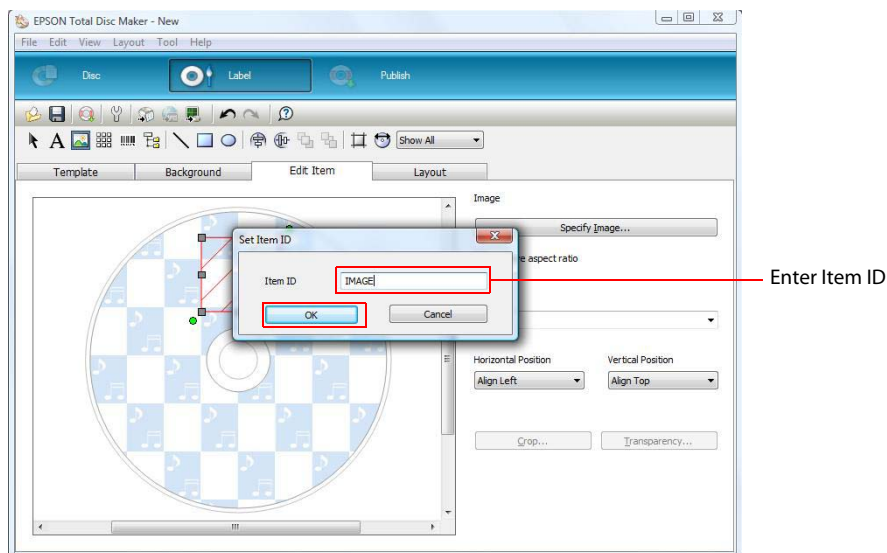 EPSON Total Disc Maker - New
File Edit View Layout Tool Help
Disc Label Publish
A Show All
Template Background Edit Item Layout
Image
Specify Image...
Set Item ID
e aspect ratio
Item ID IMAGE
Enter Item ID
OK Cancel
Horizontal Position Vertical Position
Align Left Align Top
Crop... Transparency...